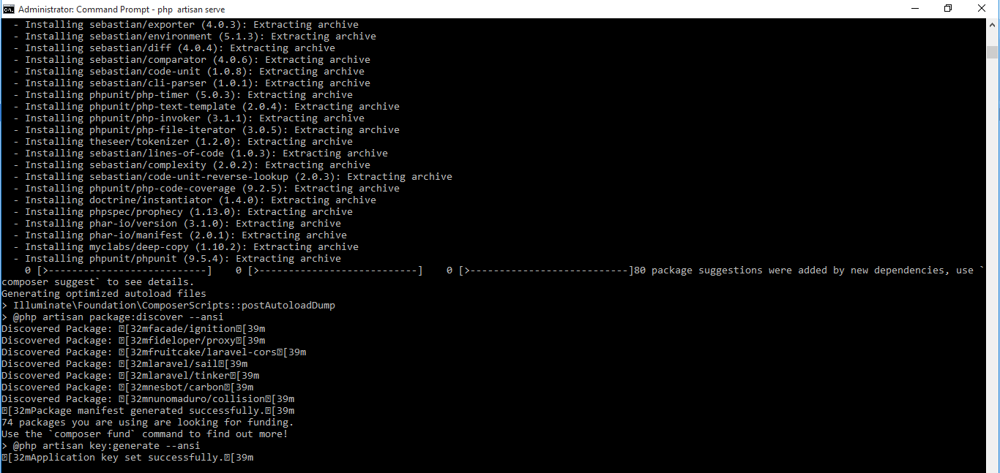 Administrator: Command Prompt - php  artisan serve
  - Installing sebastian/exporter (4.0.3): Extracting archive
  - Installing sebastian/environment (5.1.3): Extracting archive
  - Installing sebastian/diff (4.0.4): Extracting archive
  - Installing sebastian/comparator (4.0.6): Extracting archive
  - Installing sebastian/code-unit (1.0.8): Extracting archive
  - Installing sebastian/cli-parser (1.0.1): Extracting archive
  - Installing phpunit/php-timer (5.0.3): Extracting archive
  - Installing phpunit/php-text-template (2.0.4): Extracting archive
  - Installing phpunit/php-invoker (3.1.1): Extracting archive
  - Installing phpunit/php-file-iterator (3.0.5): Extracting archive
  - Installing theseer/tokenizer (1.2.0): Extracting archive
  - Installing sebastian/lines-of-code (1.0.3): Extracting archive
  - Installing sebastian/complexity (2.0.2): Extracting archive
  - Installing sebastian/code-unit-reverse-lookup (2.0.3): Extracting archive
  - Installing phpunit/php-code-coverage (9.2.5): Extracting archive
  - Installing doctrine/instantiator (1.4.0): Extracting archive
  - Installing phpspec/prophecy (1.13.0): Extracting archive
  - Installing phar-io/version (3.1.0): Extracting archive
  - Installing phar-io/manifest (2.0.1): Extracting archive
  - Installing myclabs/deep-copy (1.10.2): Extracting archive
  - Installing phpunit/phpunit (9.5.4): Extracting archive
    0 [>---------------------------]    0 [>---------------------------]    0 [>---------------------------]80 package suggestions were added by new dependencies, use `
composer suggest` to see details.
Generating optimized autoload files
> Illuminate\Foundation\ComposerScripts::postAutoloadDump
> @php artisan package:discover --ansi
Discovered Package: ⍰[32mfacade/ignition⍰[39m
Discovered Package: ⍰[32mfideloper/proxy⍰[39m
Discovered Package: ⍰[32mfruitcake/laravel-cors⍰[39m
Discovered Package: ⍰[32mlaravel/sail⍰[39m
Discovered Package: ⍰[32mlaravel/tinker⍰[39m
Discovered Package: ⍰[32mnesbot/carbon⍰[39m
Discovered Package: ⍰[32mnunomaduro/collision⍰[39m
⍰[32mPackage manifest generated successfully.⍰[39m
74 packages you are using are looking for funding.
Use the `composer fund` command to find out more!
> @php artisan key:generate --ansi
⍰[32mApplication key set successfully.⍰[39m